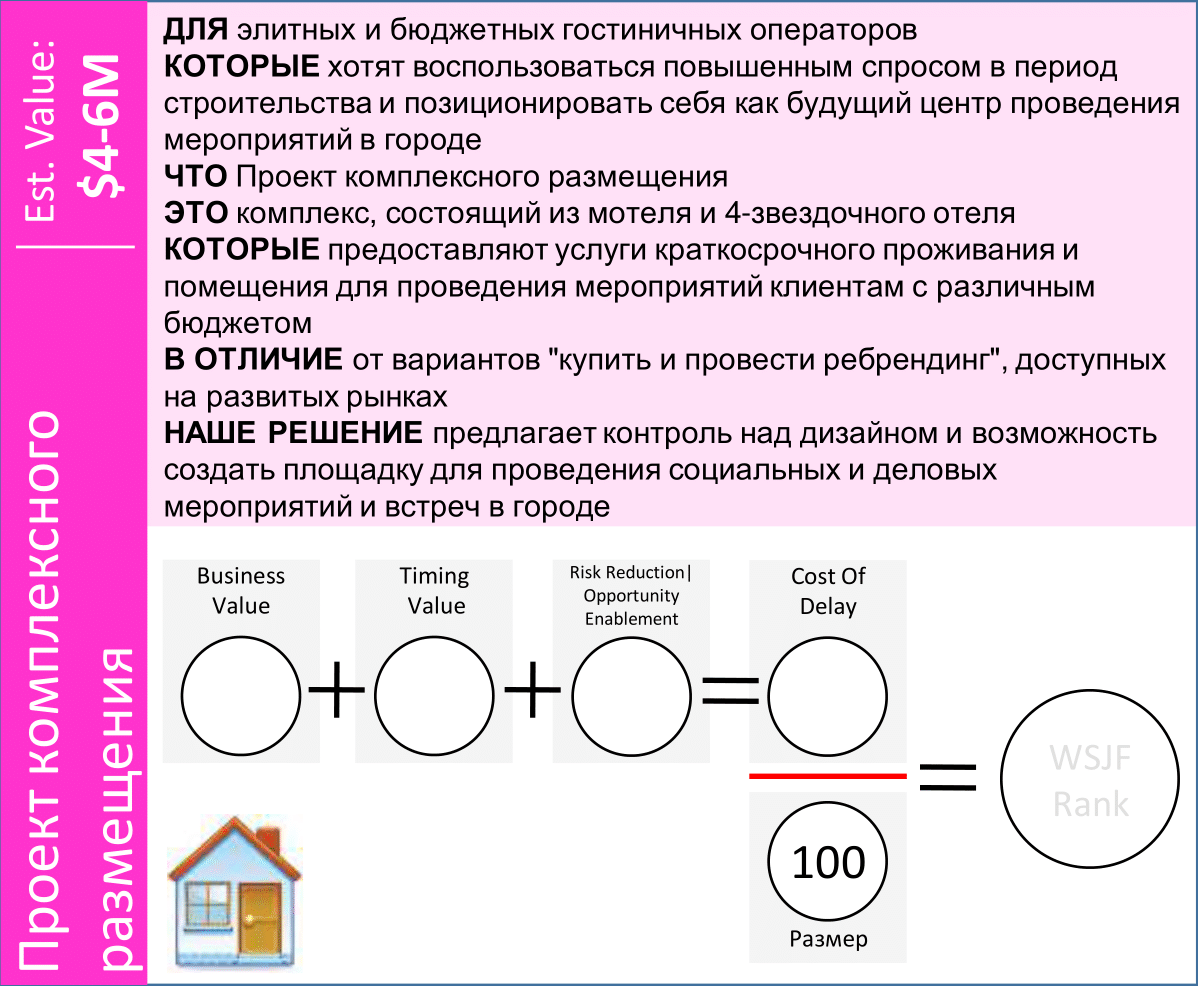 Est. Value:
$4-6M
Проект комплексного
размещения
ДЛЯ элитных и бюджетных гостиничных операторов
КОТОРЫЕ хотят воспользоваться повышенным спросом в период
строительства и позиционировать себя как будущий центр проведения
мероприятий в городе
ЧТО Проект комплексного размещения
ЭТО комплекс, состоящий из мотеля и 4-звездочного отеля
КОТОРЫЕ предоставляют услуги краткосрочного проживания и
помещения для проведения мероприятий клиентам с различным
бюджетом
В ОТЛИЧИЕ от вариантов "купить и провести ребрендинг", доступных
на развитых рынках
НАШЕ РЕШЕНИЕ предлагает контроль над дизайном и возможность
создать площадку для проведения социальных и деловых
мероприятий и встреч в городе
Business
Value
+
Timing
Value
+
Risk Reduction|
Opportunity
Enablement
=
Cost Of
Delay
100
Размер
=
WSJF
Rank